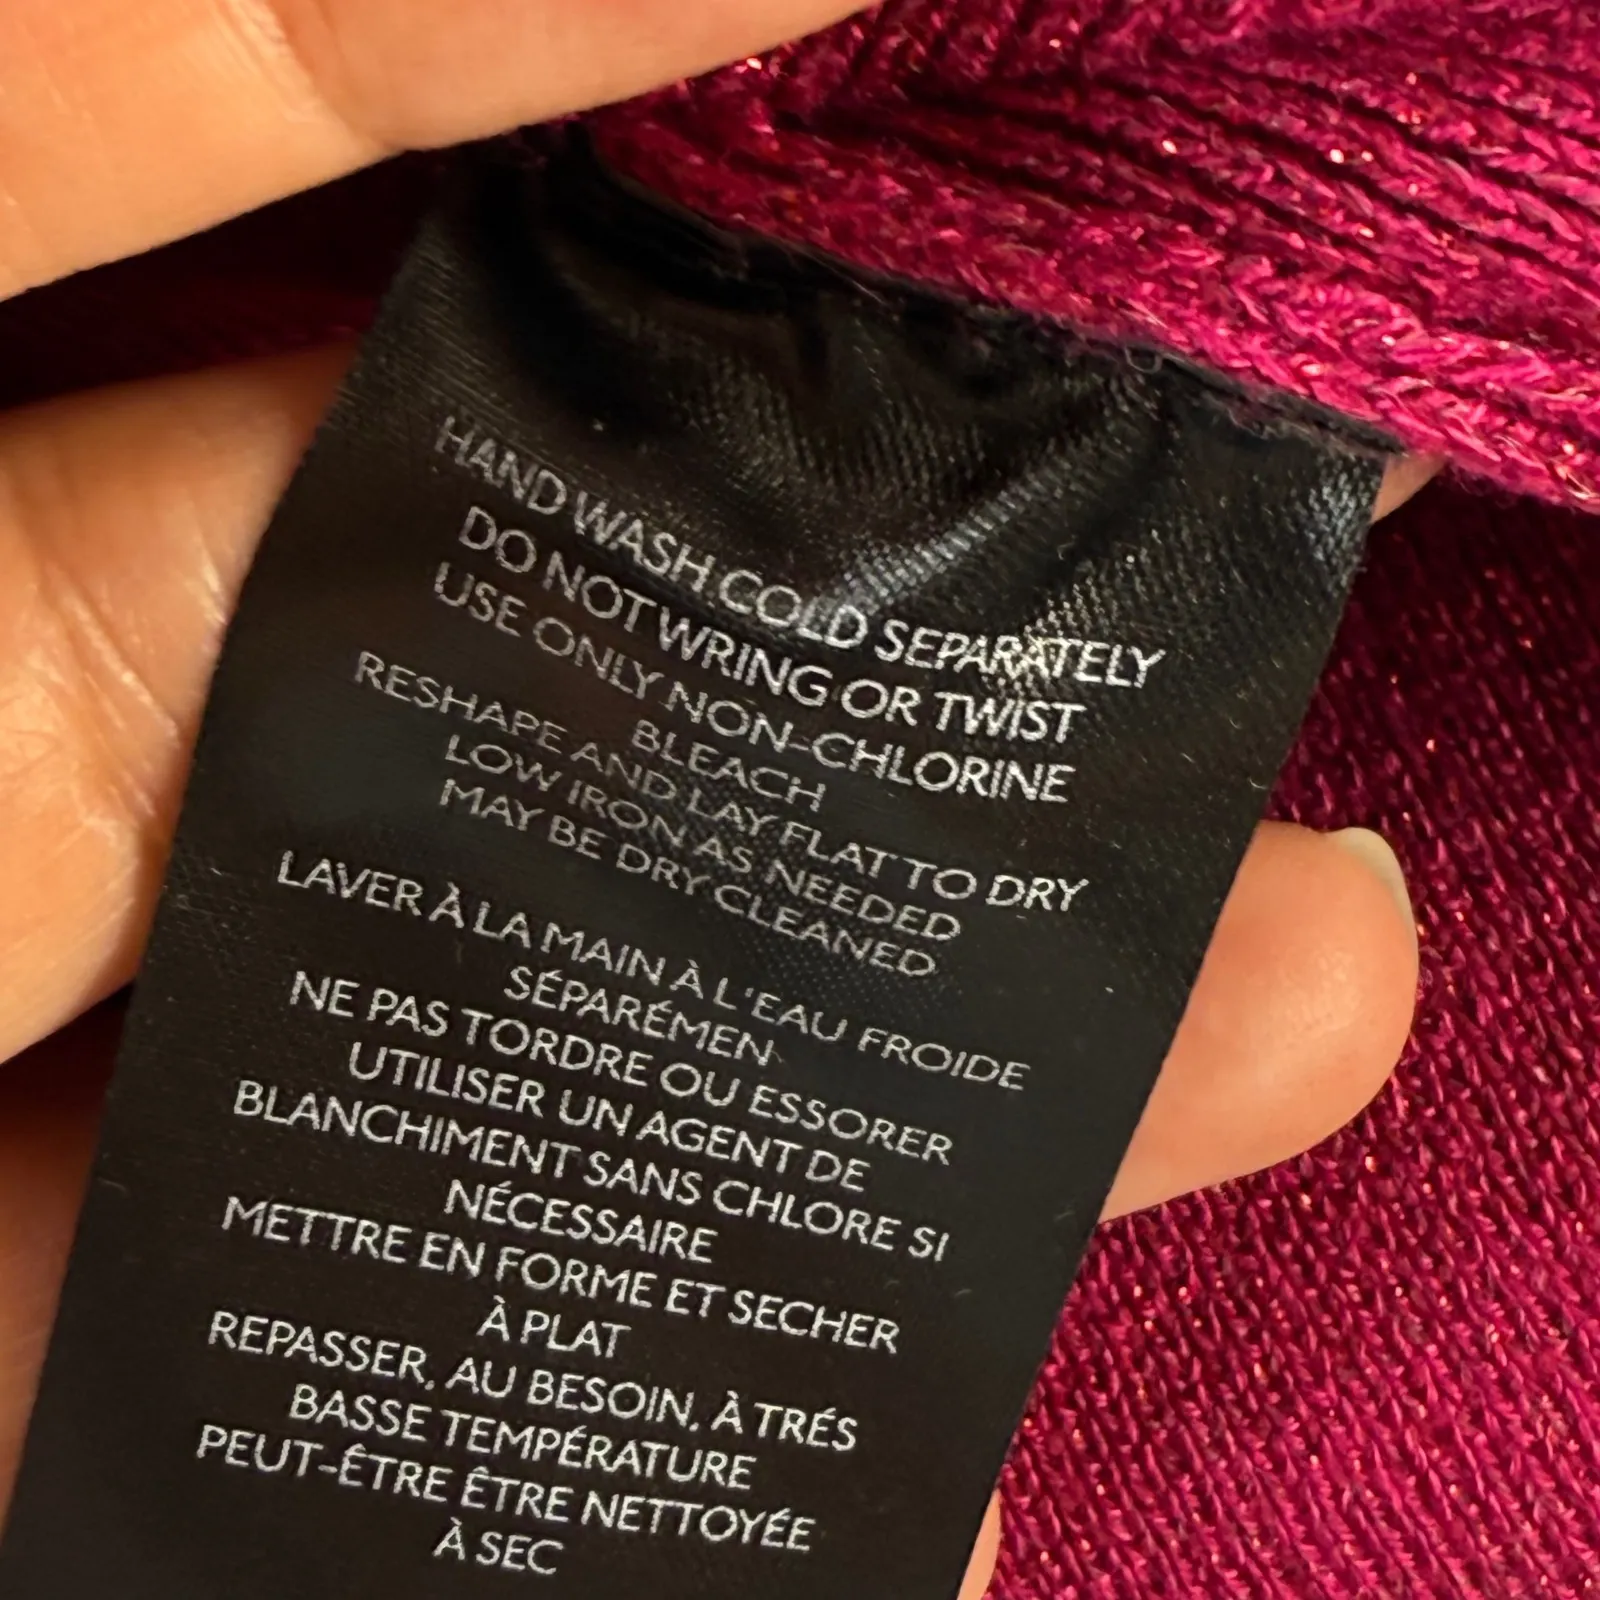 HAND WASH COLD SEPARATELY
DO NOT WRING OR TWIST
USE ONLY NON-CHLORINE
BLEACH
RESHAPE AND LAY FLAT TO DRY
LOW IRON AS NEEDED
MAY BE DRY CLEANED
LAVER À LA MAIN À L'EAU FROIDE
SÉPARÉMEN
NE PAS TORDRE OU ESSORER
UTILISER UN AGENT DE
BLANCHIMENT SANS CHLORE SI
NÉCESSAIRE
METTRE EN FORME ET SECHER
À PLAT
REPASSER, AU BESOIN, À TRÉS
BASSE TEMPÉRATURE
PEUT-ÊTRE ÊTRE NETTOYÉE
À SEC